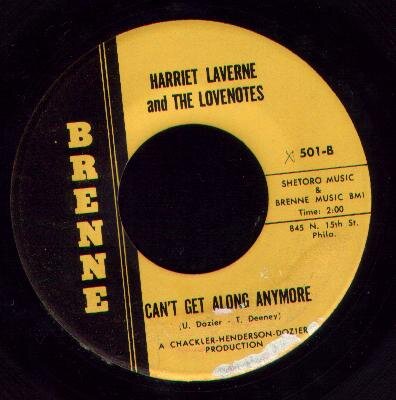 HARRIET LAVERNE
and THE LOVENOTES
BRENNE
X 501-B
SHETORO MUSIC
&
BRENNE MUSIC BMI
Time: 2:00
845 N. 15th St.
Phila.
CAN'T GET ALONG ANYMORE
(U. Dozier - T. Deeney)
A CHACKLER-HENDERSON-DOZIER
PRODUCTION